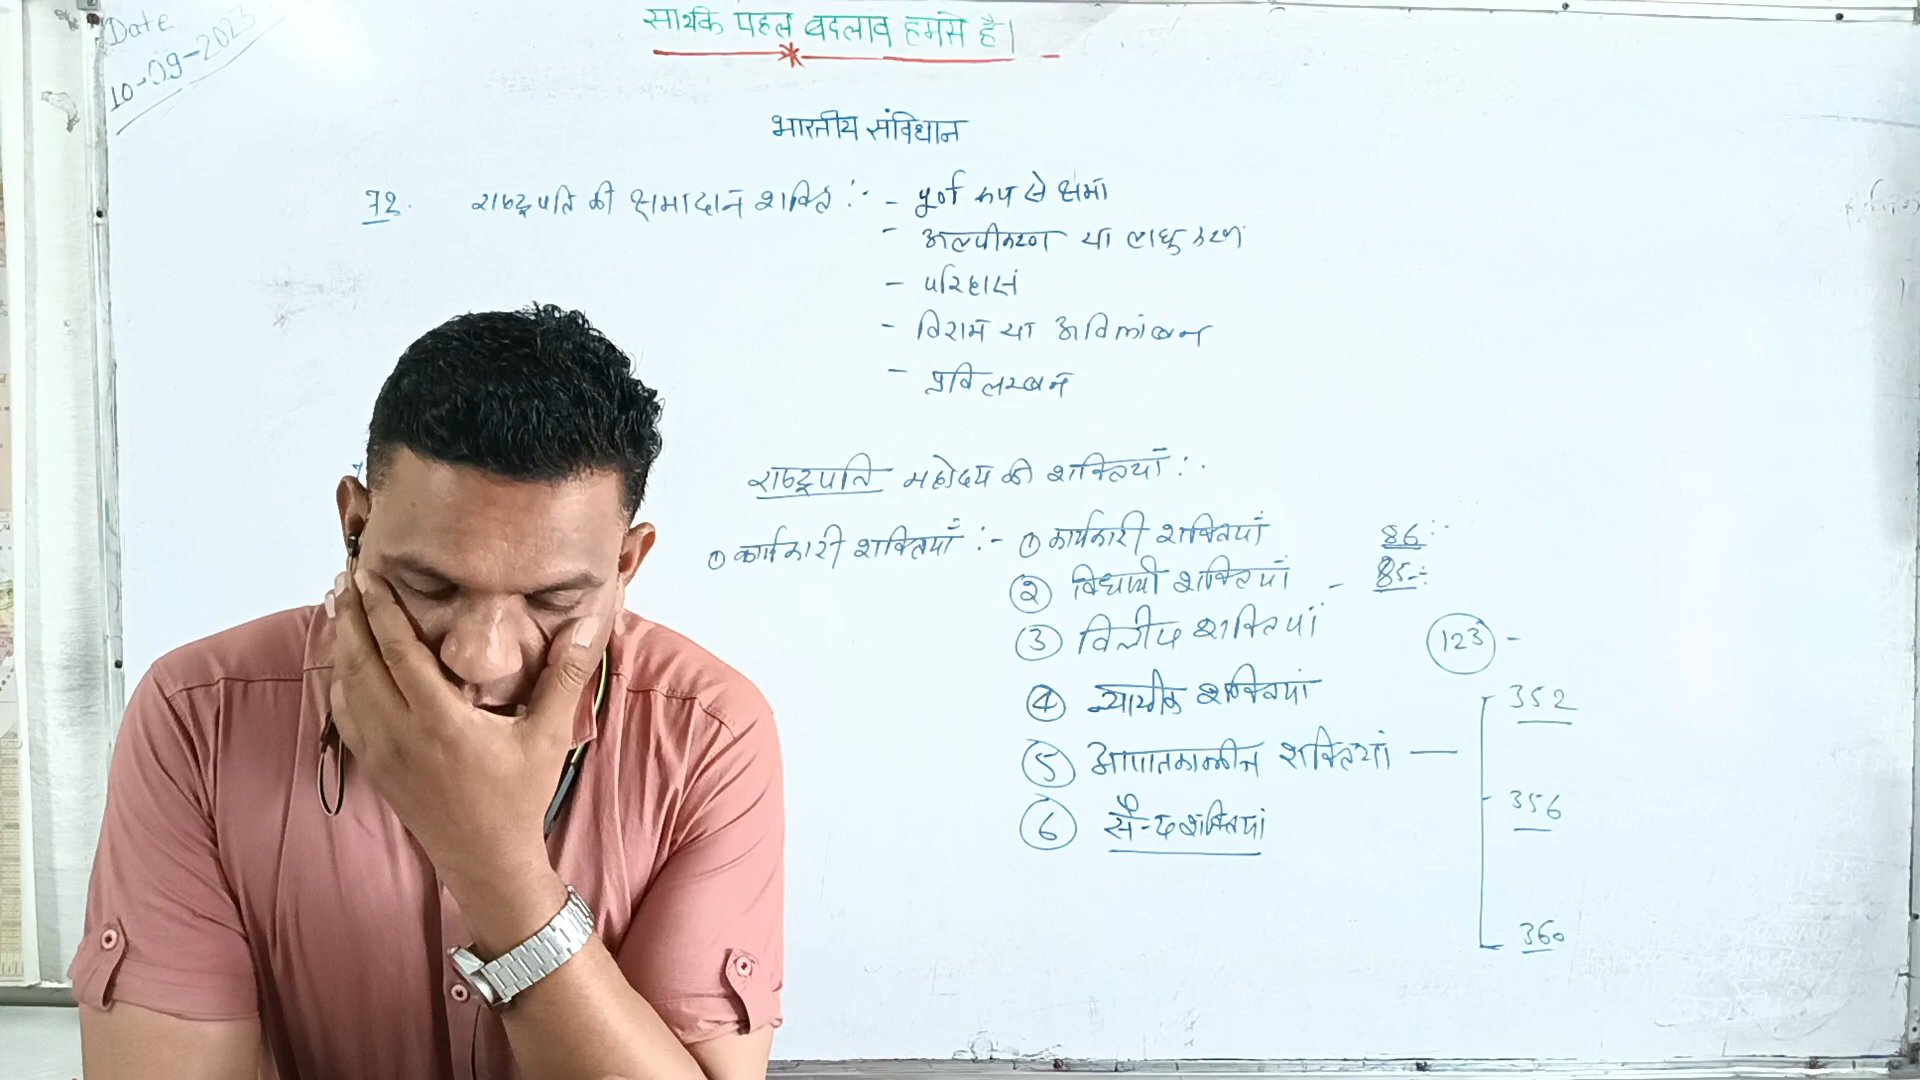 Date
10-09-2023
सार्थक पहल बदलाव हमसे है।
भारतीय संविधान
72. राष्ट्रपति की क्षमादान शक्ति :- - पूर्ण रूप से क्षमा
- अल्पीकरण या लघुकरण
- परिहास
- विराम या अविलंबन
- प्रविलम्बन
राष्ट्रपति महोदय की शक्तियाँ :-
① कार्यकारी शक्तियाँ :- ① कार्यकारी शक्तियां 86:-
② विधायी शक्तियाँ - 85-:
③ वित्तीय शक्तियां 123 -
④ न्यायीक शक्तियां 352
⑤ आपातकालीन शक्तियां — 356
⑥ सैन्य शक्तियां
360